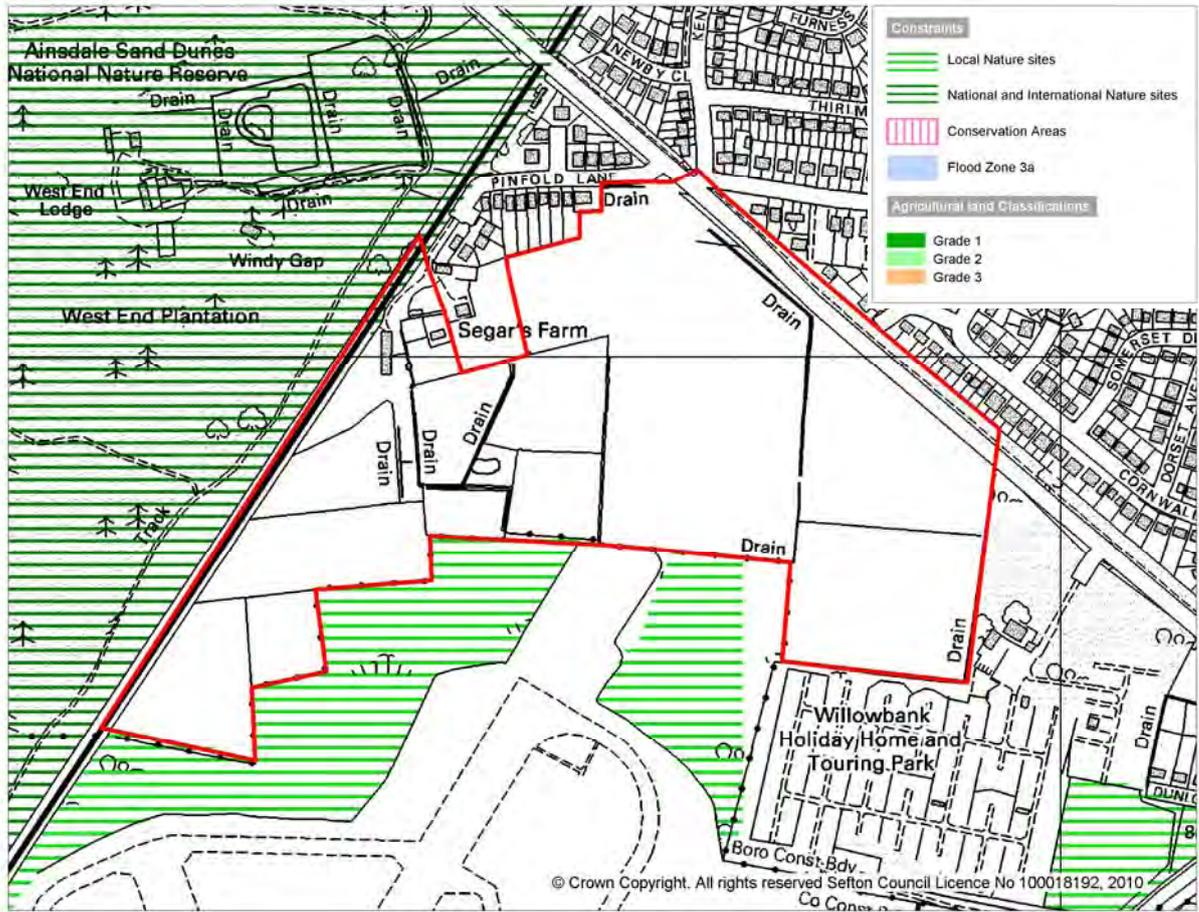 Ainsdale Sand Dunes
National Nature Reserve
Drain
Drain
Drain
Drain
Drain
Drain
West End
Lodge
Windy Gap
West End Plantation
Track
NEWBY CL
KEN
FURNESS
THIRLM
PINFOLD LANE
Drain
Segar's Farm
Drain
Drain
Drain
Drain
Drain
Drain
SOMERSET D
DORSET AVE
CORNWALL
Willowbank
Holiday Home and
Touring Park
Drain
DUNLO
8
Boro Const Bdy
Co Const
Constraints
Local Nature sites
National and International Nature sites
Conservation Areas
Flood Zone 3a
Agricultural land Classifications
Grade 1
Grade 2
Grade 3
© Crown Copyright. All rights reserved Sefton Council Licence No 100018192, 2010